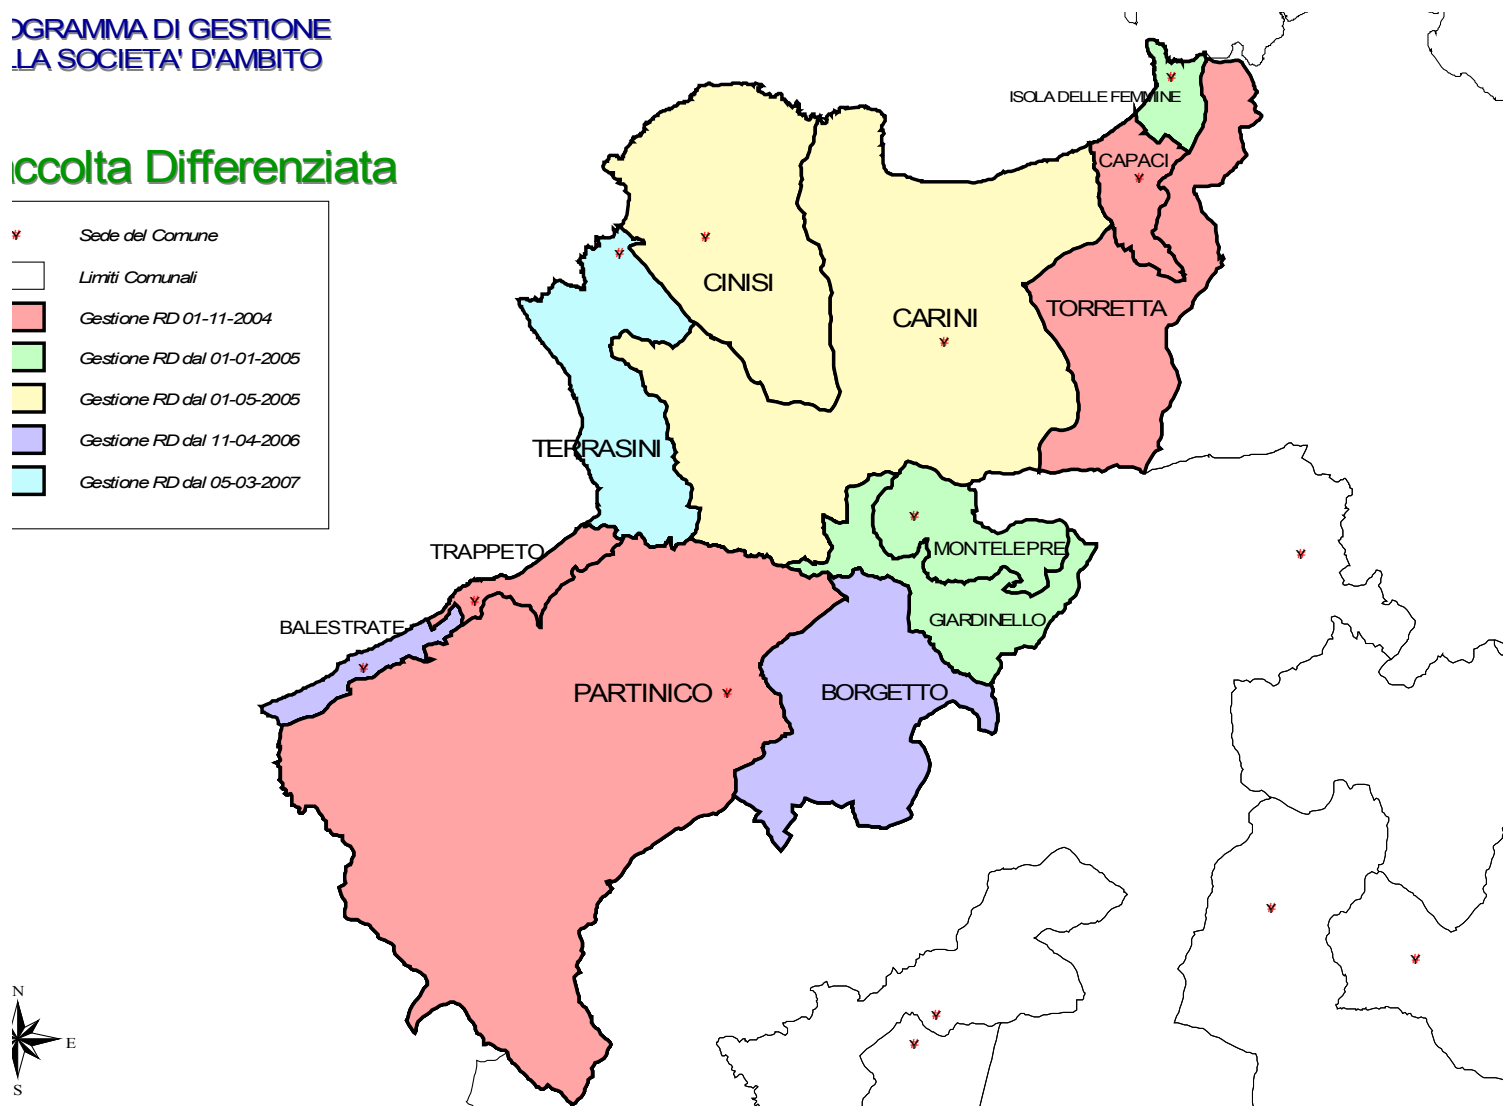 OGRAMMA DI GESTIONE
LLA SOCIETA' D'AMBITO
accolta Differenziata
Sede del Comune
Limiti Comunali
Gestione RD 01-11-2004
Gestione RD dal 01-01-2005
Gestione RD dal 01-05-2005
Gestione RD dal 11-04-2006
Gestione RD dal 05-03-2007
ISOLA DELLE FEMMINE
CAPACI
CINISI
CARINI
TORRETTA
TERRASINI
TRAPPETO
MONTELEPRE
BALESTRATE
GIARDINELLO
PARTINICO
BORGETTO
N
E
S